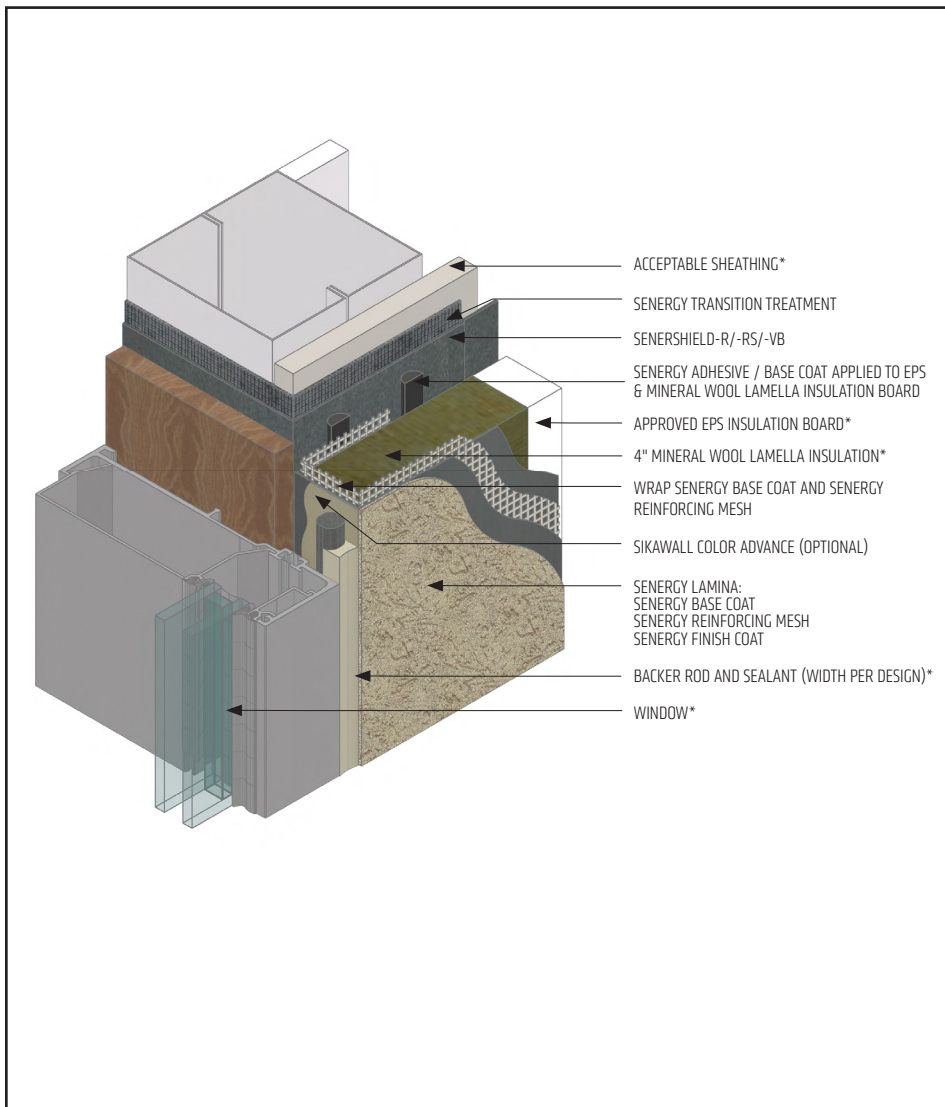 ACCEPTABLE SHEATHING*
SENERGY TRANSITION TREATMENT
SENERSHIELD-R/-RS/-VB
SENERGY ADHESIVE / BASE COAT APPLIED TO EPS
& MINERAL WOOL LAMELLA INSULATION BOARD
APPROVED EPS INSULATION BOARD*
4" MINERAL WOOL LAMELLA INSULATION*
WRAP SENERGY BASE COAT AND SENERGY
REINFORCING MESH
SIKAWALL COLOR ADVANCE (OPTIONAL)
SENERGY LAMINA:
SENERGY BASE COAT
SENERGY REINFORCING MESH
SENERGY FINISH COAT
BACKER ROD AND SEALANT (WIDTH PER DESIGN)*
WINDOW*